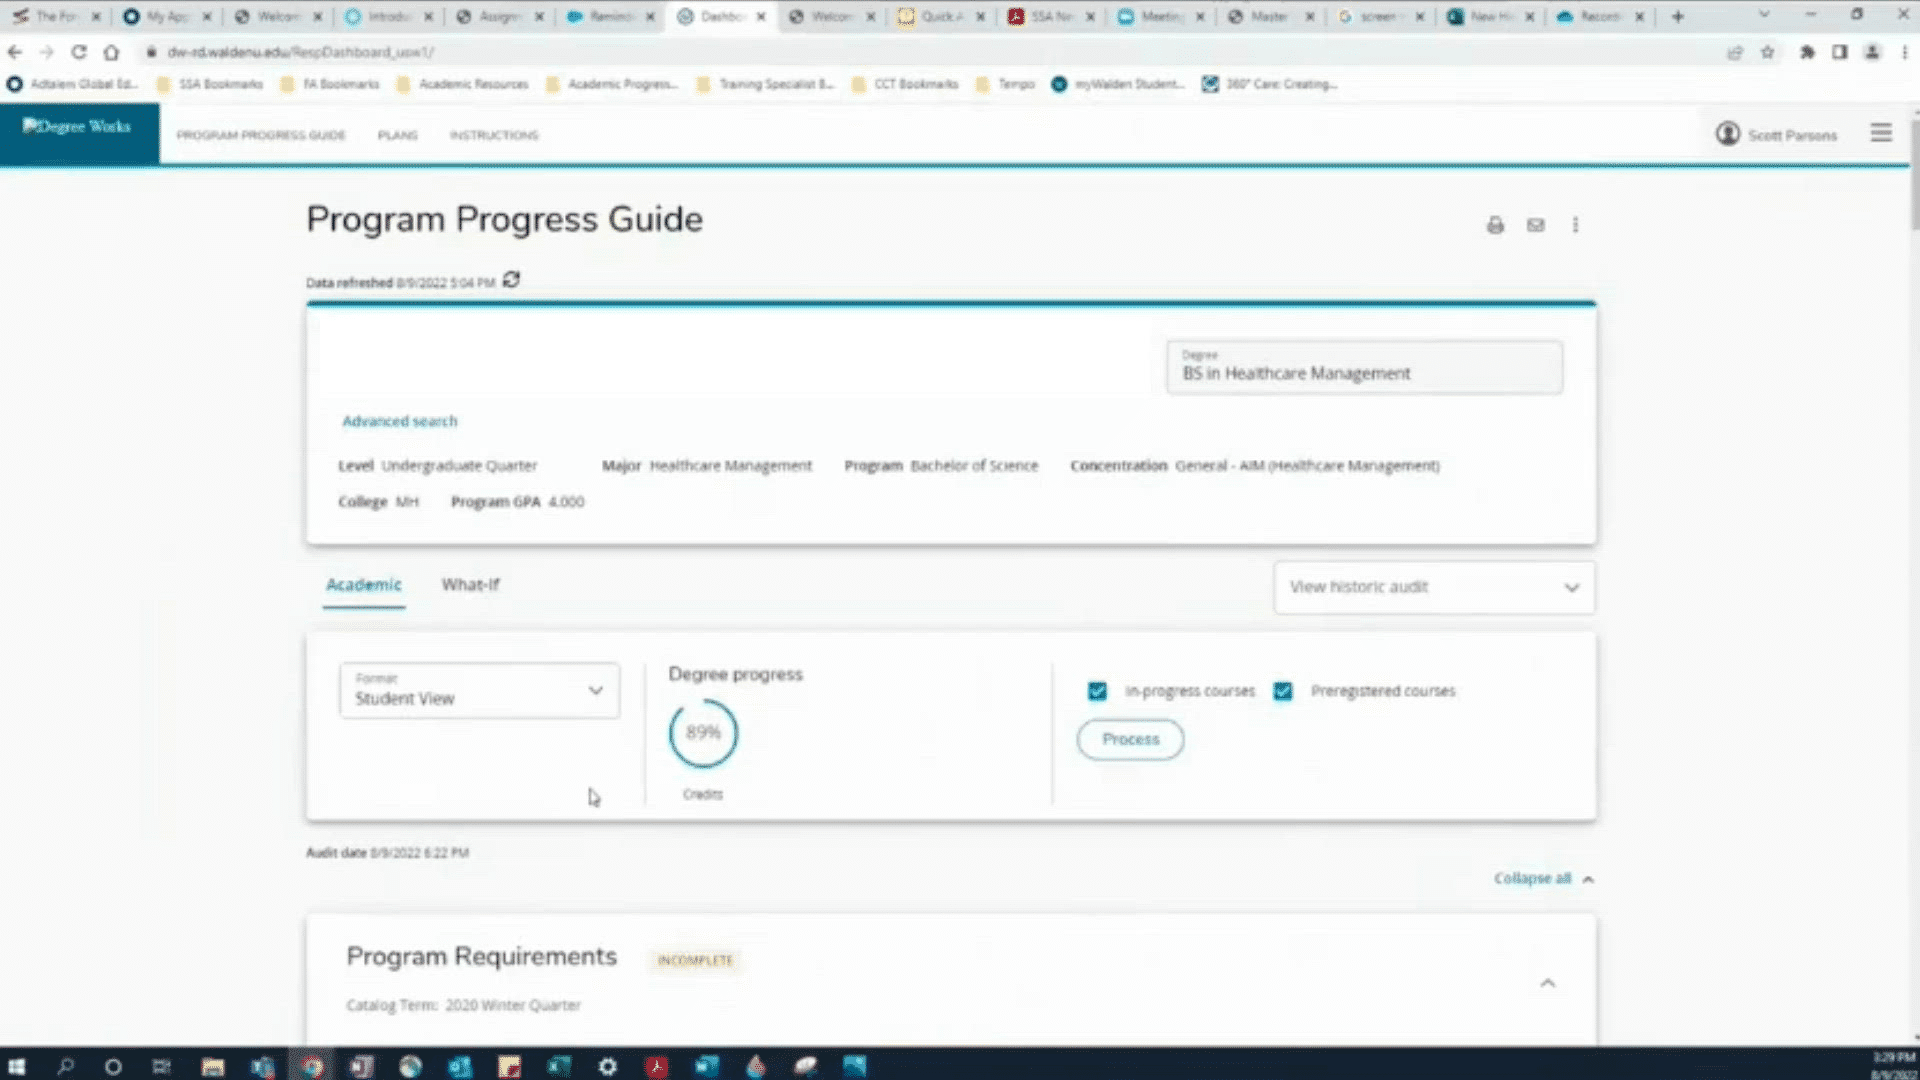 The Fo
My App
Welcom
Introdu
Assign
Remind
Dashbo
Welcom
Quick A
SSA Ne
Meetin
Master
screen
New Hi
Record
dw-rd.waldenu.edu/RespDashboard_usw1/
Adtalem Global Ed...
SSA Bookmarks
FA Bookmarks
Academic Resources
Academic Progress...
Training Specialist B...
CCT Bookmarks
Tempo
myWalden Student...
360° Care: Creating...
Degree Works
PROGRAM PROGRESS GUIDE
PLANS
INSTRUCTIONS
Scott Parsons
Program Progress Guide
Data refreshed 8/9/2022 5:04 PM
Degree
BS in Healthcare Management
Advanced search
Level Undergraduate Quarter
Major Healthcare Management
Program Bachelor of Science
Concentration General - AIM (Healthcare Management)
College MH
Program GPA 4.000
Academic
What-If
View historic audit
Format
Student View
Degree progress
89%
Credits
In-progress courses
Preregistered courses
Process
Audit date 8/9/2022 6:22 PM
Collapse all
Program Requirements
INCOMPLETE
Catalog Term: 2020 Winter Quarter
3:29 PM
8/9/2022